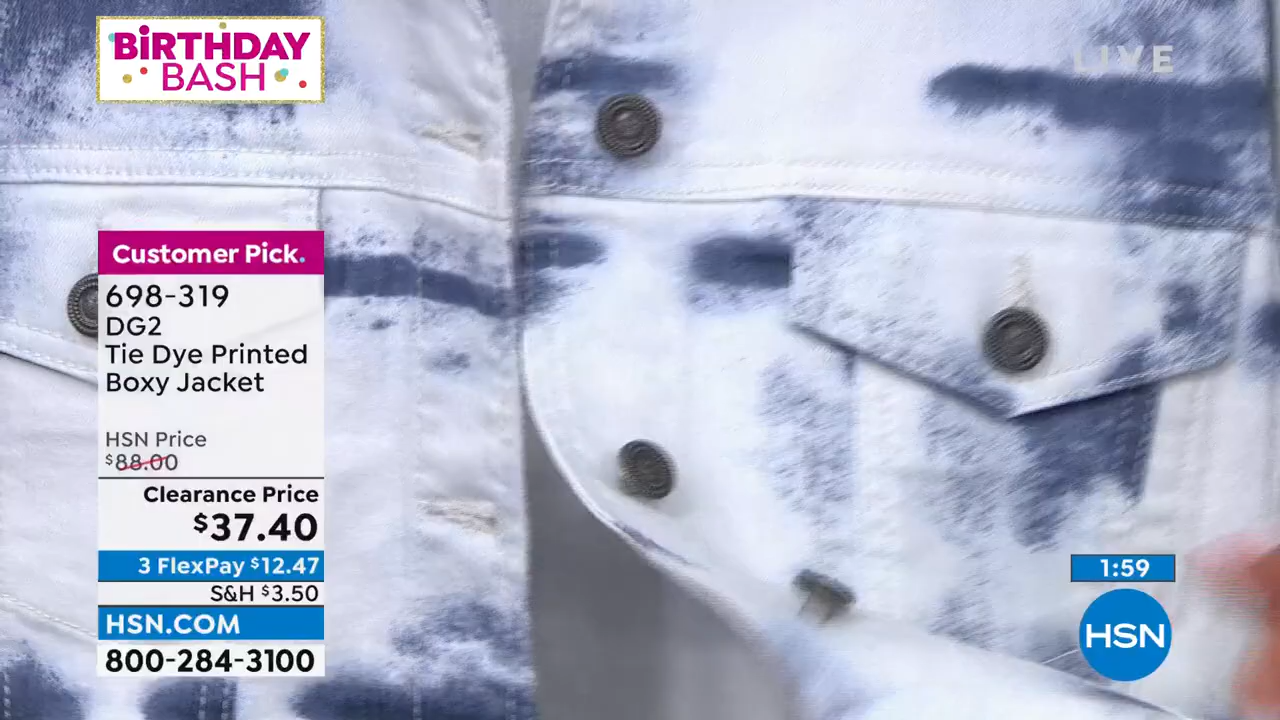 BiRTHDAY
BASH
LIVE
Customer Pick.
698-319
DG2
Tie Dye Printed
Boxy Jacket
HSN Price
$88.00
Clearance Price
$37.40
3 FlexPay $12.47
S&H $3.50
HSN.COM
800-284-3100
1:59
HSN